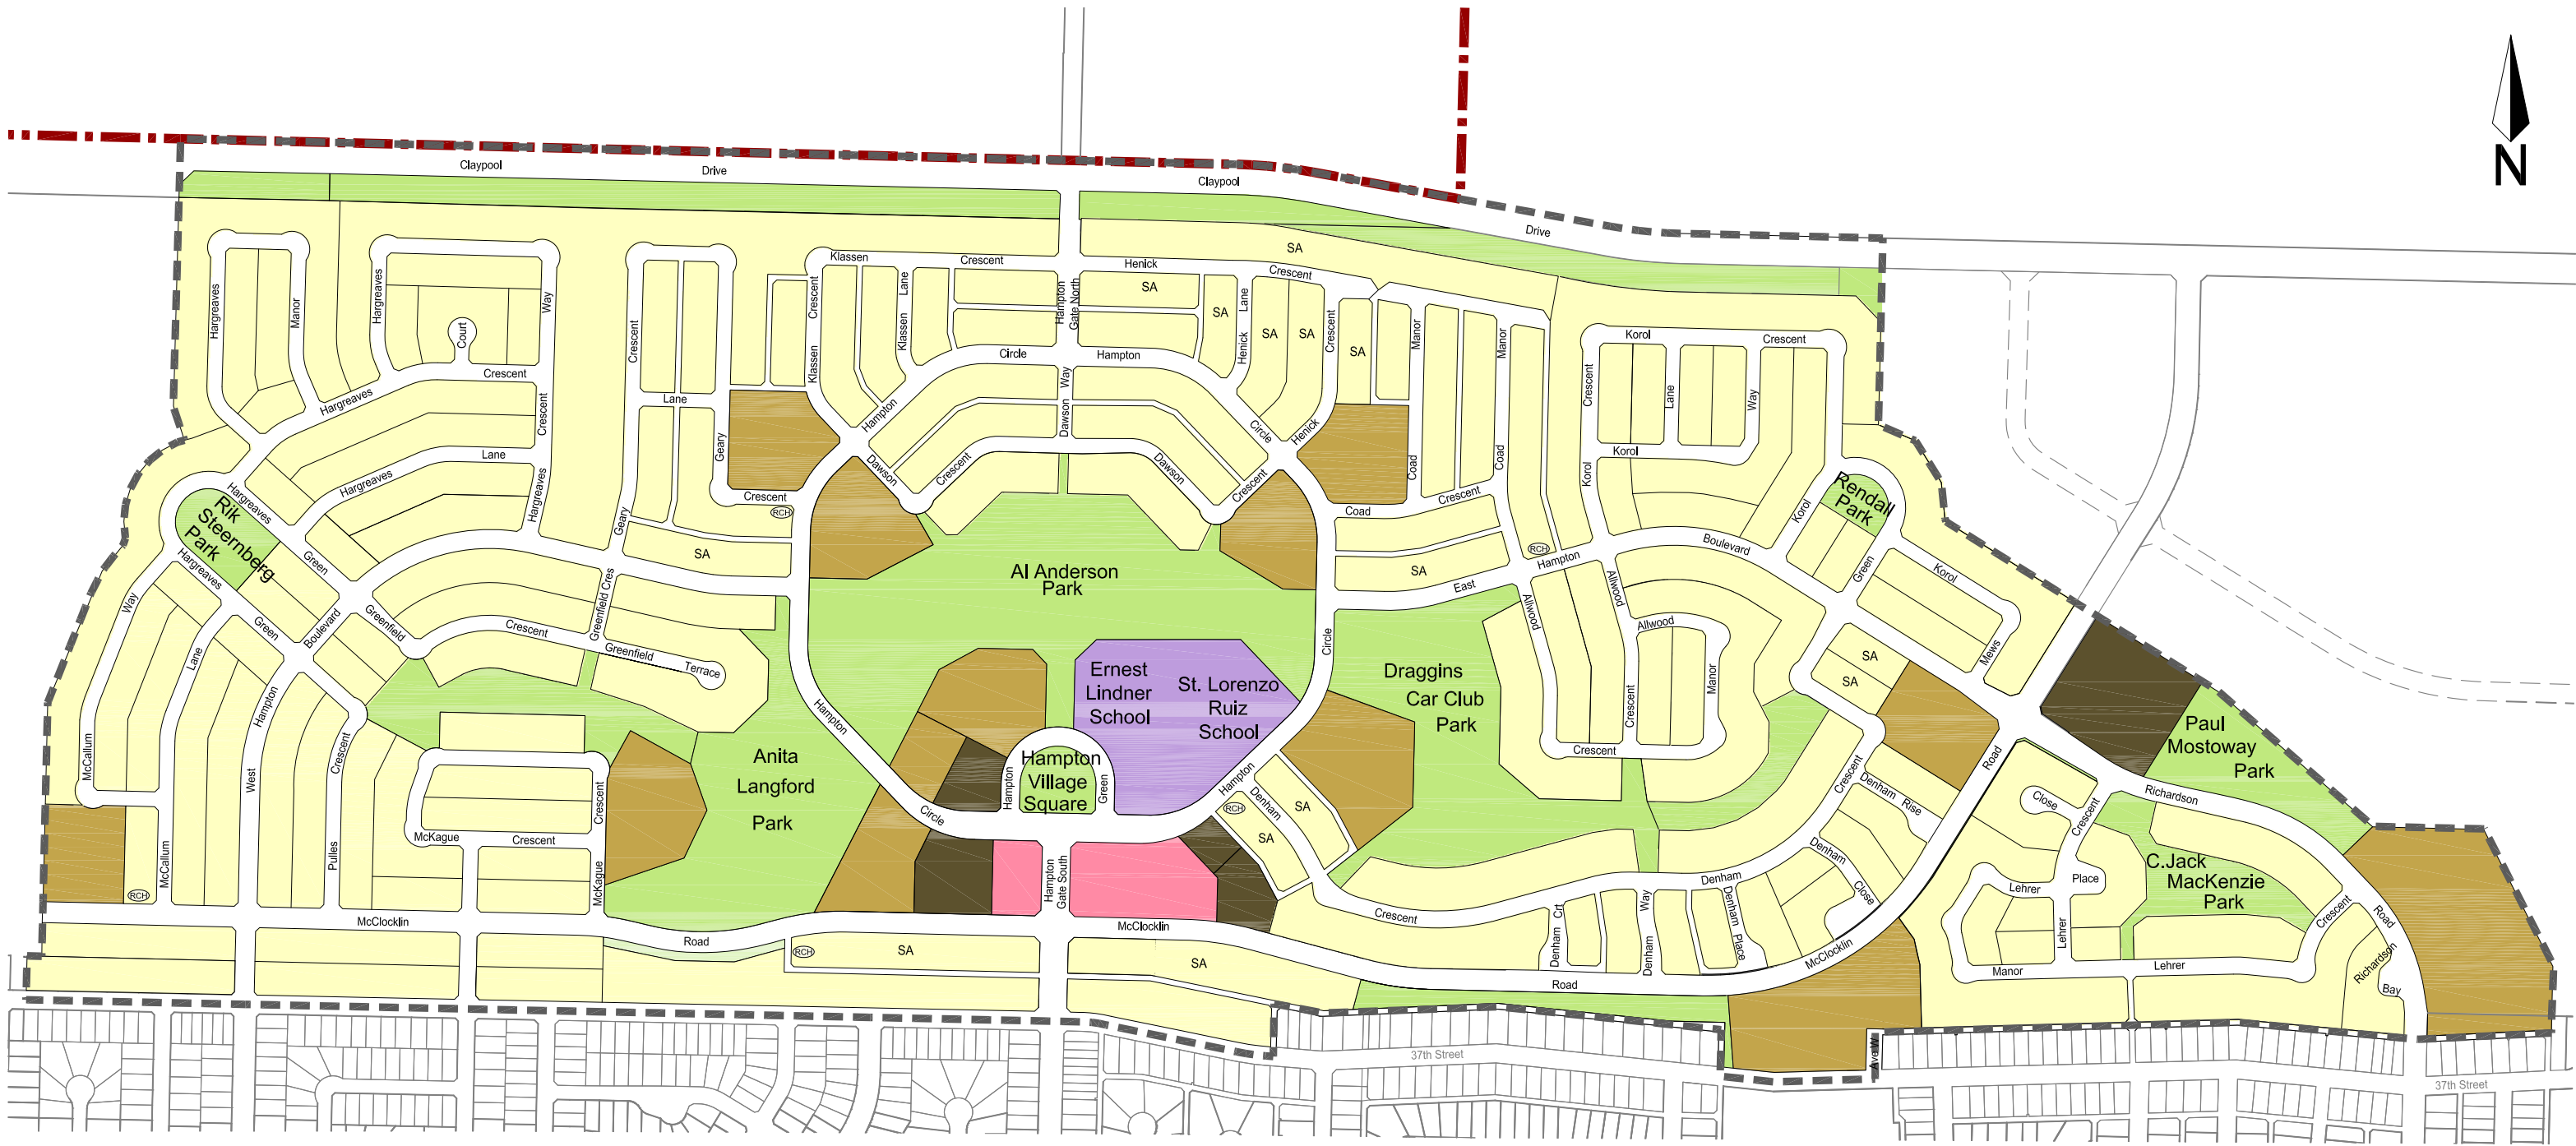 N
Claypool
Drive
Claypool
Drive
SA
Klassen
Crescent
Henick
Crescent
Hargreaves
Manor
Hargreaves
Way
Court
Crescent
Hargreaves
Crescent
Lane
Geary
Crescent
Klassen
Crescent
Klassen
Lane
Hampton
Gate North
SA
SA
Henick
Lane
SA
SA
Crescent
SA
Manor
Manor
Circle
Hampton
Hampton
Dawson
Way
Circle
Henick
Coad
Coad
Korol
Crescent
Crescent
Korol
Lane
Way
Korol
Crescent
Lane
Hargreaves
Hargreaves
Hargreaves
Rik
Steernberg
Park
Hargreaves
Green
Geary
Crescent
RCH
SA
Dawson
Crescent
Dawson
Crescent
Coad
Crescent
SA
RCH
Hampton
East
Boulevard
Korol
Rendall
Park
Green
Korol
Mews
Al Anderson
Park
Way
McCallum
Lane
Green
Boulevard
Greenfield
Crescent
Greenfield Cres
Greenfield
Terrace
Hampton
West
Pulles
Crescent
McCallum
RCH
McKague
Crescent
Crescent
McKague
Anita
Langford
Park
Hampton
Circle
Ernest
Lindner
School
St. Lorenzo
Ruiz
School
Hampton
Village
Square
Hampton
Green
Hampton
Gate South
Circle
Hampton
RCH
Denham
SA
SA
Draggins
Car Club
Park
Allwood
Allwood
Allwood
Crescent
Manor
Crescent
SA
SA
Crescent
Denham
Rise
Denham
Close
Denham
Crescent
Denham Crt
Denham
Way
Denham Place
McClocklin
Road
RCH
SA
McClocklin
SA
Road
McClocklin
Road
Paul
Mostoway
Park
Richardson
Road
Close
Crescent
Place
Lehrer
Lehrer
C.Jack
MacKenzie
Park
Manor
Lehrer
Crescent
Richardson
Bay
37th Street
Ave W
37th Street